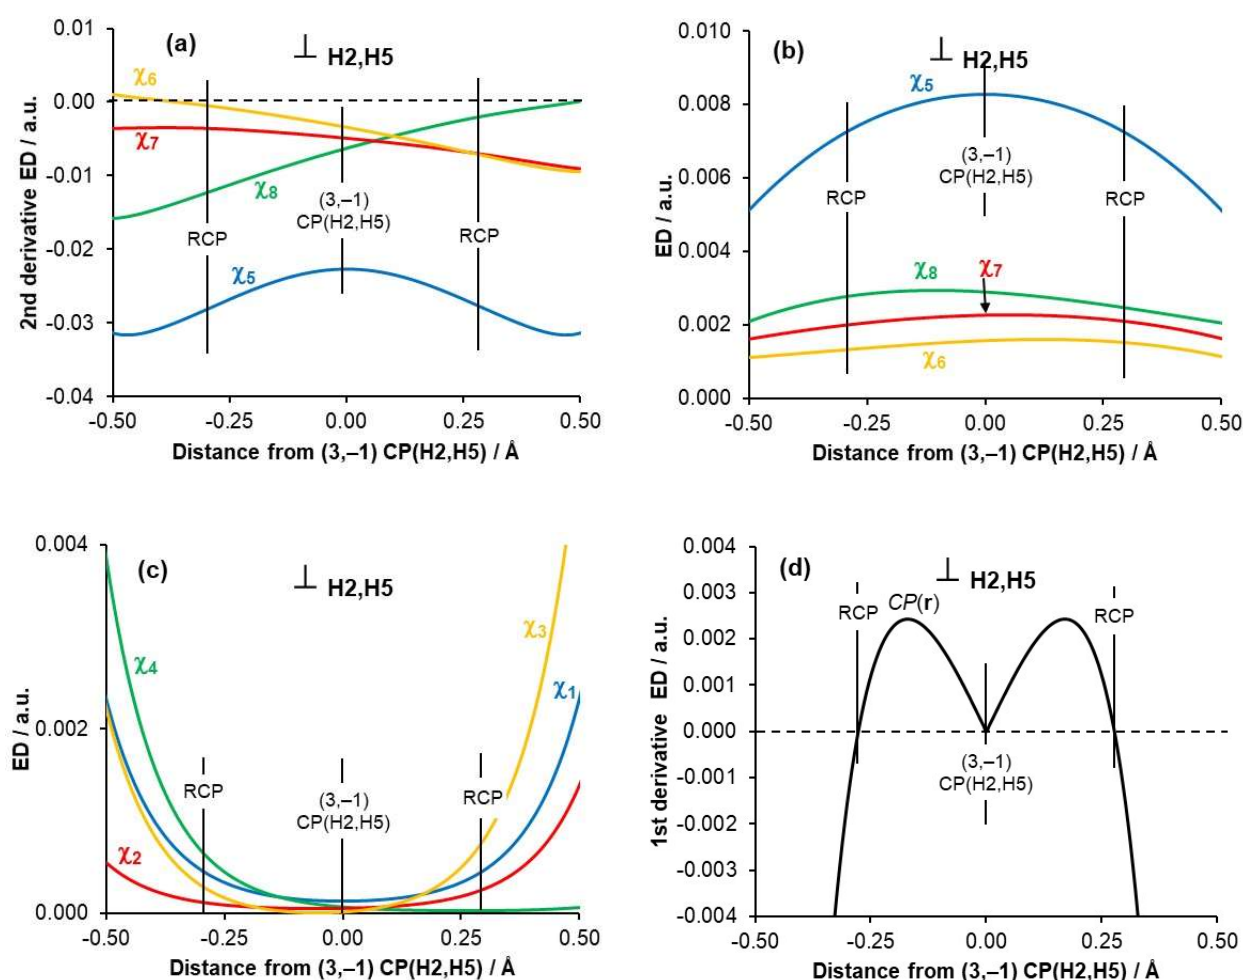 (a)
⊥ H2,H5
2nd derivative ED / a.u.
0.01
0.00
-0.01
-0.02
-0.03
-0.04
χ6
χ7
χ8
χ5
RCP
(3,–1)
CP(H2,H5)
RCP
-0.50
-0.25
0.00
0.25
0.50
Distance from (3,–1) CP(H2,H5) / Å
(b)
⊥ H2,H5
ED / a.u.
0.010
0.008
0.006
0.004
0.002
0.000
χ5
χ8
χ7
χ6
RCP
(3,–1)
CP(H2,H5)
RCP
-0.50
-0.25
0.00
0.25
0.50
Distance from (3,–1) CP(H2,H5) / Å
(c)
⊥ H2,H5
ED / a.u.
0.004
0.002
0.000
χ4
χ3
χ1
χ2
RCP
(3,–1)
CP(H2,H5)
RCP
-0.50
-0.25
0.00
0.25
0.50
Distance from (3,–1) CP(H2,H5) / Å
(d)
⊥ H2,H5
1st derivative ED / a.u.
0.004
0.003
0.002
0.001
0.000
-0.001
-0.002
-0.003
-0.004
RCP
CP(r)
RCP
(3,–1)
CP(H2,H5)
-0.50
-0.25
0.00
0.25
0.50
Distance from (3,–1) CP(H2,H5) / Å